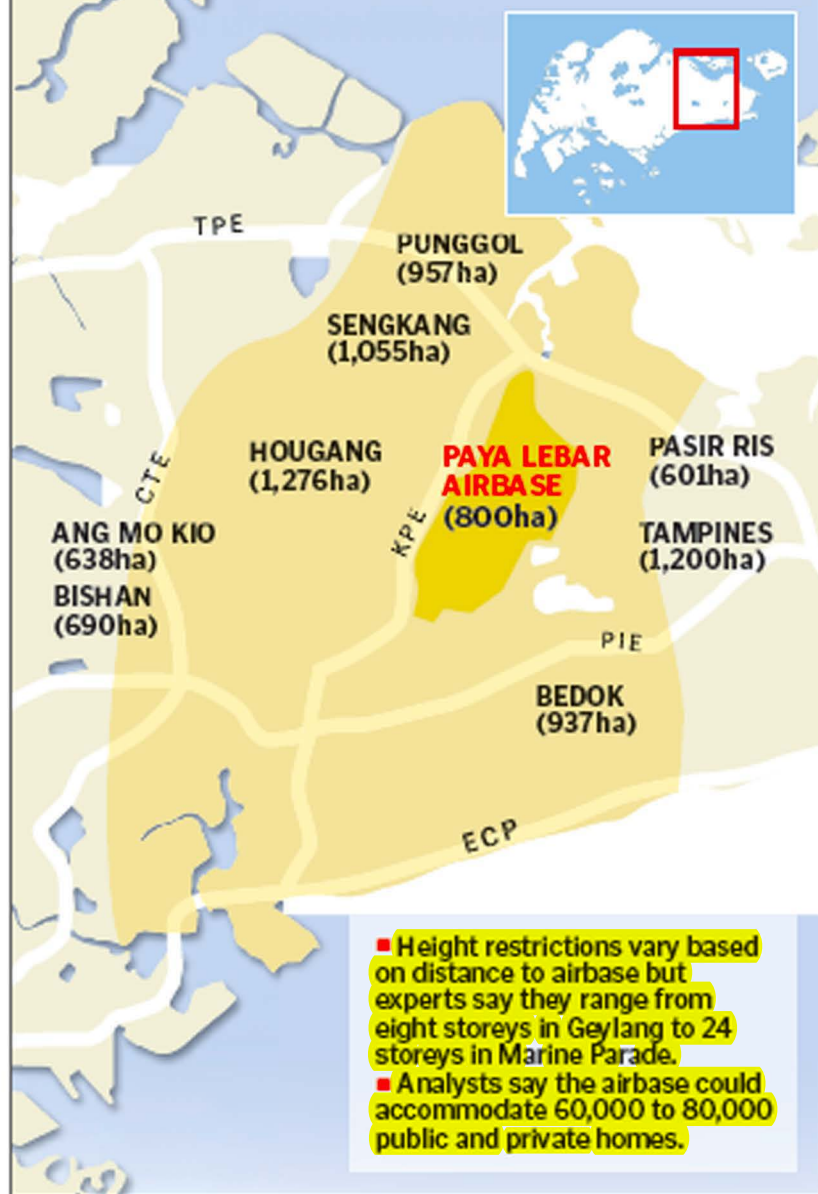 TPE
PUNGGOL
(957ha)
SENGKANG
(1,055ha)
HOUGANG
(1,276ha)
PAYA LEBAR
AIRBASE
(800ha)
PASIR RIS
(601ha)
CTE
KPE
ANG MO KIO
(638ha)
TAMPINES
(1,200ha)
BISHAN
(690ha)
PIE
BEDOK
(937ha)
ECP
Height restrictions vary based
on distance to airbase but
experts say they range from
eight storeys in Geylang to 24
storeys in Marine Parade.
Analysts say the airbase could
accommodate 60,000 to 80,000
public and private homes.